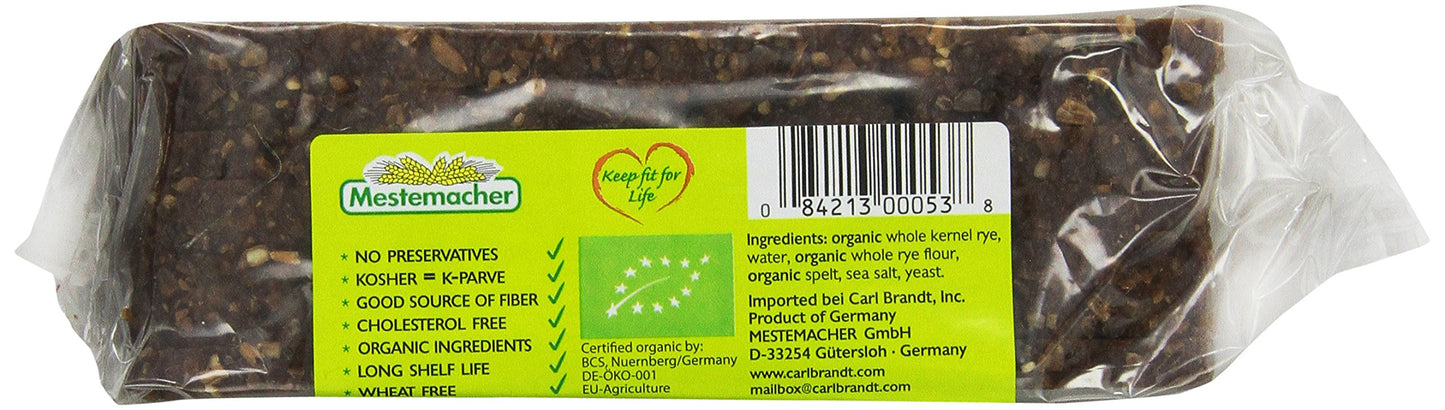 Mestemacher
* NO PRESERVATIVES ✓
* KOSHER = K-PARVE ✓
* GOOD SOURCE OF FIBER ✓
* CHOLESTEROL FREE ✓
* ORGANIC INGREDIENTS ✓
* LONG SHELF LIFE ✓
* WHEAT FREE ✓
Keep fit for
Life
Certified organic by:
BCS, Nuernberg/Germany
DE-ÖKO-001
EU-Agriculture
0 84213 00053 8
Ingredients: organic whole kernel rye,
water, organic whole rye flour,
organic spelt, sea salt, yeast.
Imported bei Carl Brandt, Inc.
Product of Germany
MESTEMACHER GmbH
D-33254 Gütersloh · Germany
www.carlbrandt.com
mailbox@carlbrandt.com